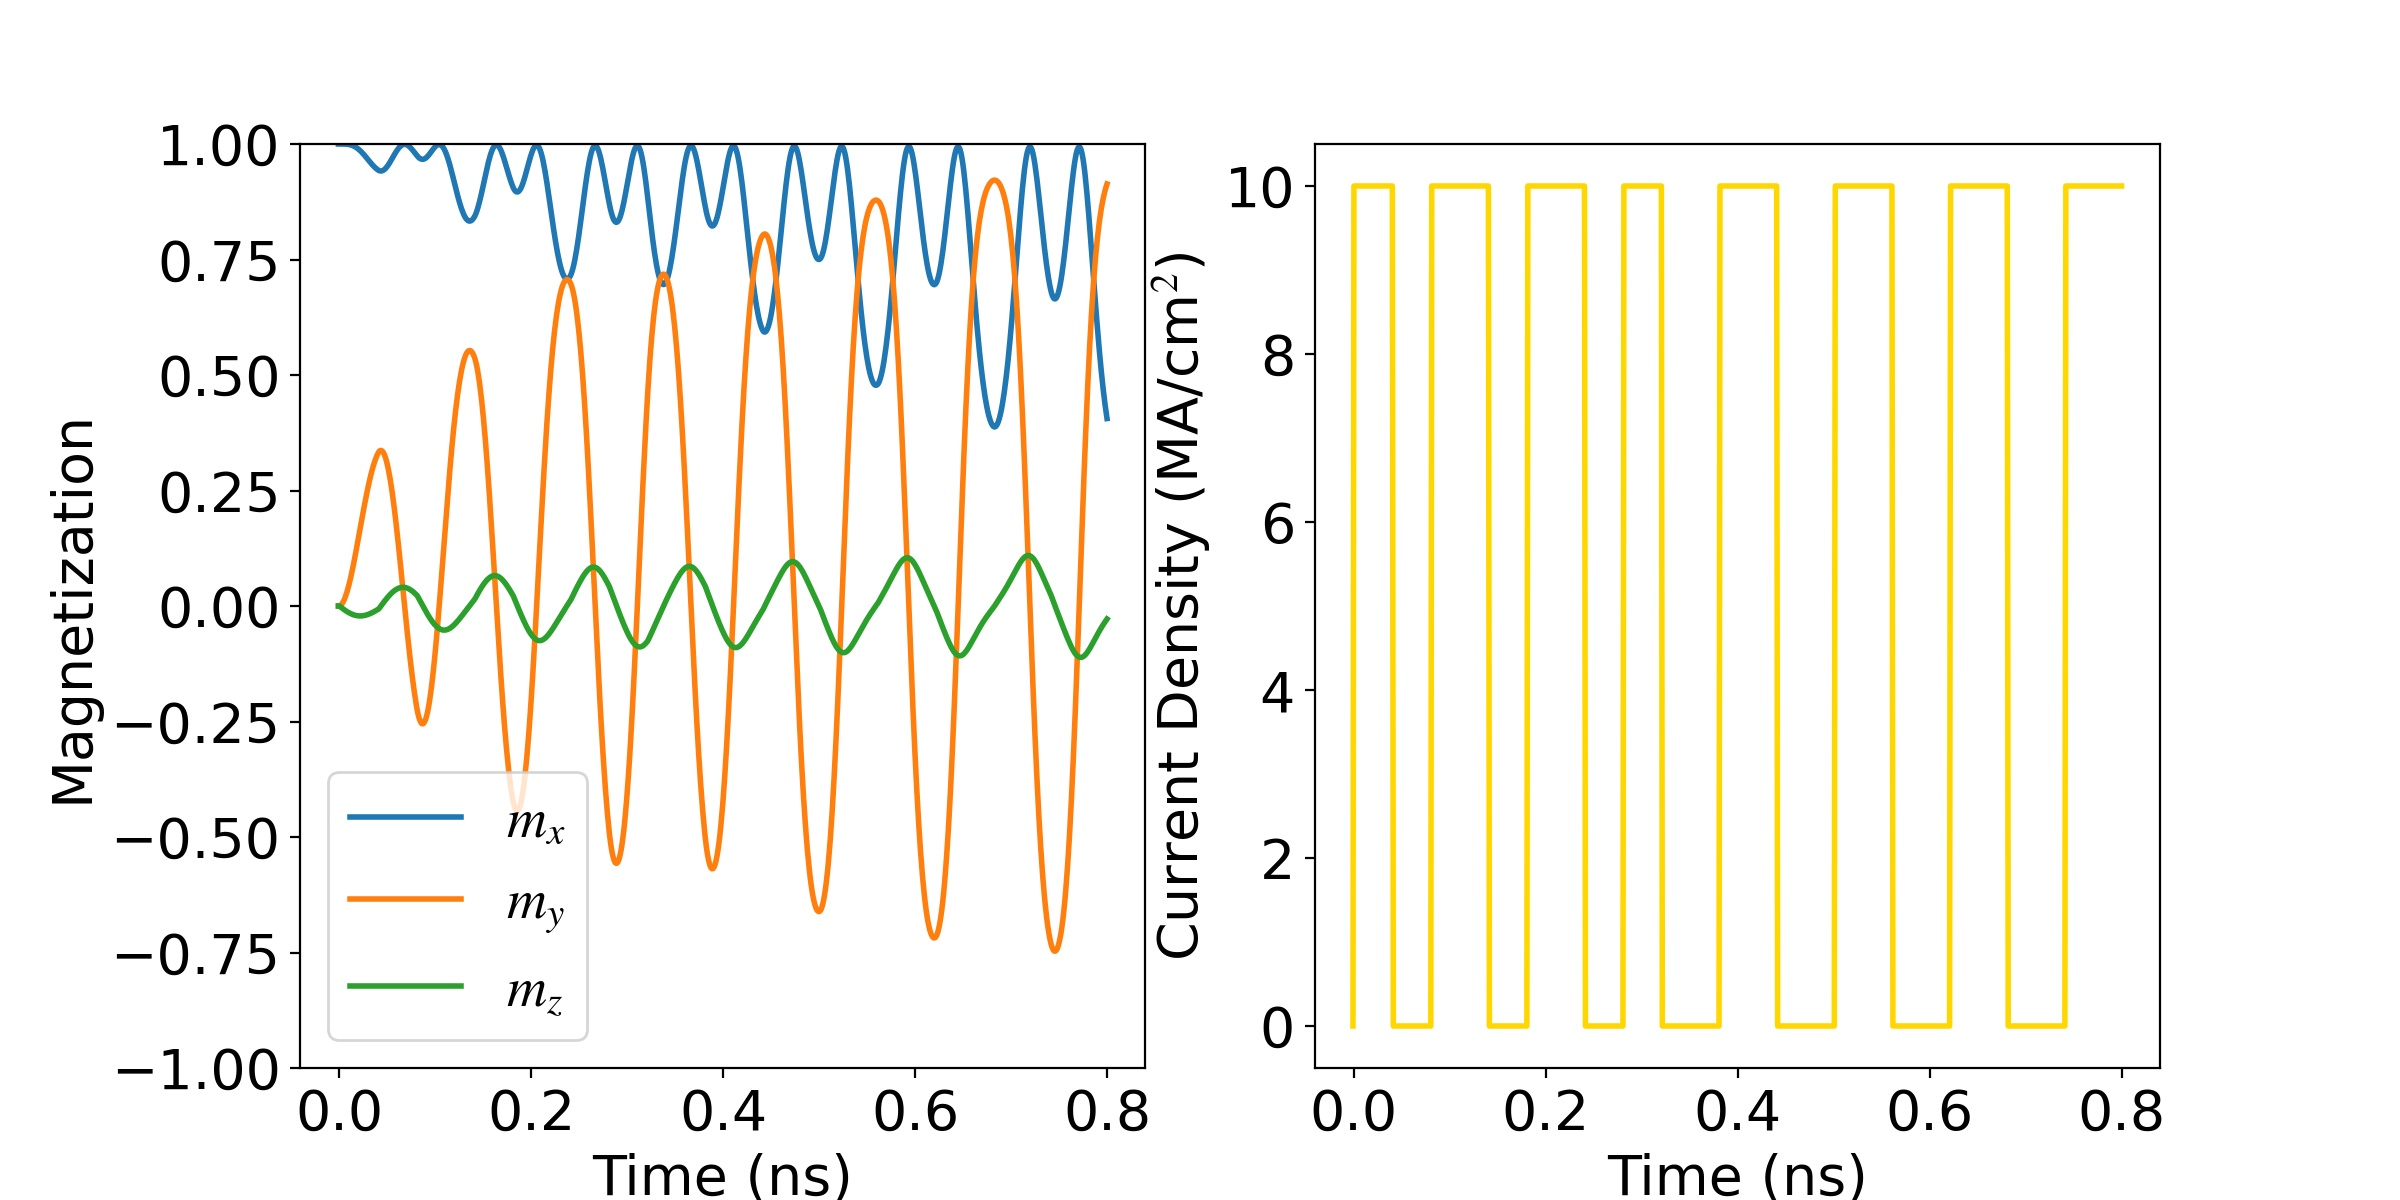 1.00
0.75
0.50
0.25
0.00
−0.25
−0.50
−0.75
−1.00
Magnetization
m_x
m_y
m_z
0.0 0.2 0.4 0.6 0.8
Time (ns)
10
8
6
4
2
0
Current Density (MA/cm²)
0.0 0.2 0.4 0.6 0.8
Time (ns)